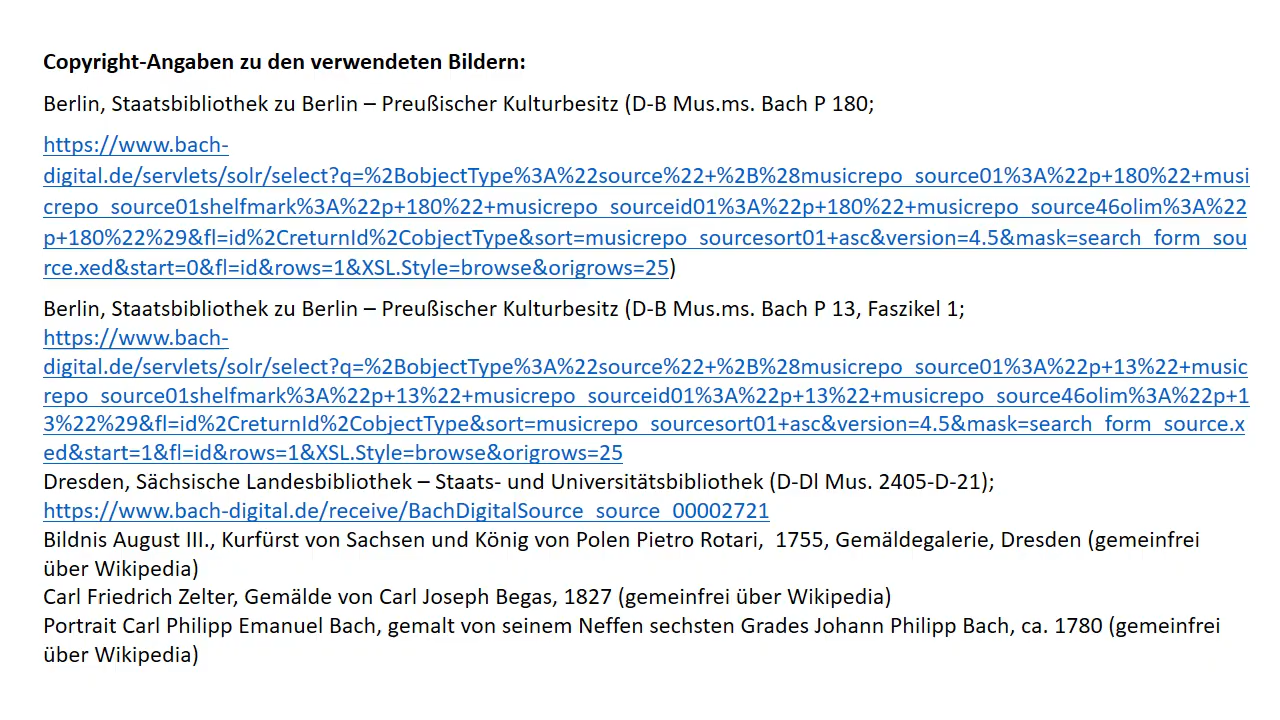 Copyright-Angaben zu den verwendeten Bildern:
Berlin, Staatsbibliothek zu Berlin – Preußischer Kulturbesitz (D-B Mus.ms. Bach P 180;
https://www.bach-
digital.de/servlets/solr/select?q=%2BobjectType%3A%22source%22+%2B%28musicrepo_source01%3A%22p+180%22+musi
crepo_source01shelfmark%3A%22p+180%22+musicrepo_sourceid01%3A%22p+180%22+musicrepo_source46olim%3A%22
p+180%22%29&fl=id%2CreturnId%2CobjectType&sort=musicrepo_sourcesort01+asc&version=4.5&mask=search_form_sou
rce.xed&start=0&fl=id&rows=1&XSL.Style=browse&origrows=25)
Berlin, Staatsbibliothek zu Berlin – Preußischer Kulturbesitz (D-B Mus.ms. Bach P 13, Faszikel 1;
https://www.bach-
digital.de/servlets/solr/select?q=%2BobjectType%3A%22source%22+%2B%28musicrepo_source01%3A%22p+13%22+music
repo_source01shelfmark%3A%22p+13%22+musicrepo_sourceid01%3A%22p+13%22+musicrepo_source46olim%3A%22p+1
3%22%29&fl=id%2CreturnId%2CobjectType&sort=musicrepo_sourcesort01+asc&version=4.5&mask=search_form_source.x
ed&start=1&fl=id&rows=1&XSL.Style=browse&origrows=25
Dresden, Sächsische Landesbibliothek – Staats- und Universitätsbibliothek (D-Dl Mus. 2405-D-21);
https://www.bach-digital.de/receive/BachDigitalSource_source_00002721
Bildnis August III., Kurfürst von Sachsen und König von Polen Pietro Rotari,  1755, Gemäldegalerie, Dresden (gemeinfrei
über Wikipedia)
Carl Friedrich Zelter, Gemälde von Carl Joseph Begas, 1827 (gemeinfrei über Wikipedia)
Portrait Carl Philipp Emanuel Bach, gemalt von seinem Neffen sechsten Grades Johann Philipp Bach, ca. 1780 (gemeinfrei
über Wikipedia)